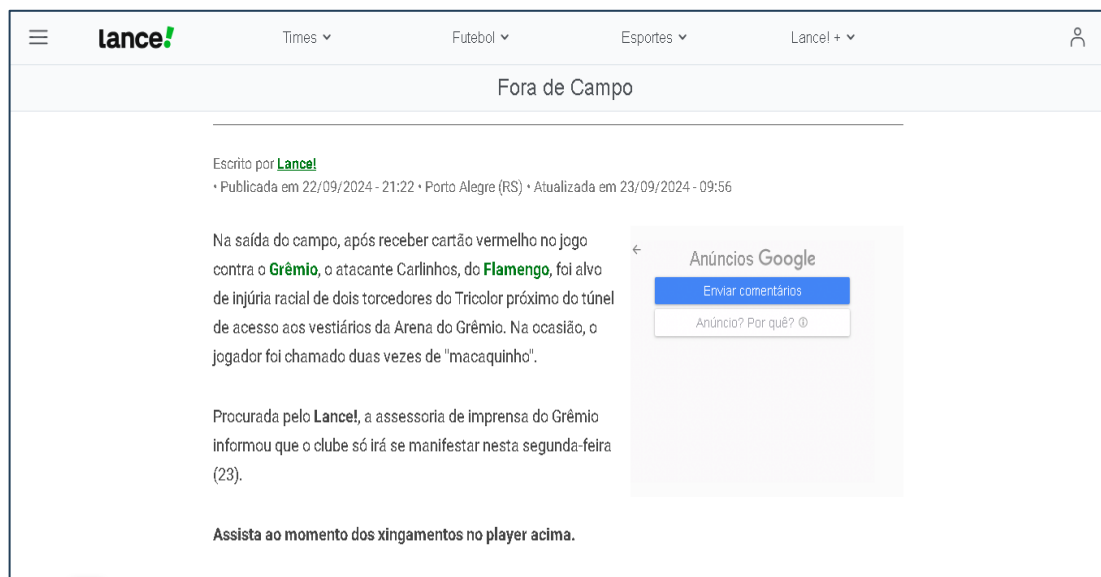 lance!
Times
Futebol
Esportes
Lance! +
Fora de Campo
Escrito por Lance!
• Publicada em 22/09/2024 - 21:22 • Porto Alegre (RS) • Atualizada em 23/09/2024 - 09:56
Na saída do campo, após receber cartão vermelho no jogo
contra o Grêmio, o atacante Carlinhos, do Flamengo, foi alvo
de injúria racial de dois torcedores do Tricolor próximo do túnel
de acesso aos vestiários da Arena do Grêmio. Na ocasião, o
jogador foi chamado duas vezes de "macaquinho".
Procurada pelo Lance!, a assessoria de imprensa do Grêmio
informou que o clube só irá se manifestar nesta segunda-feira
(23).
Assista ao momento dos xingamentos no player acima.
Anúncios Google
Enviar comentários
Anúncio? Por quê?